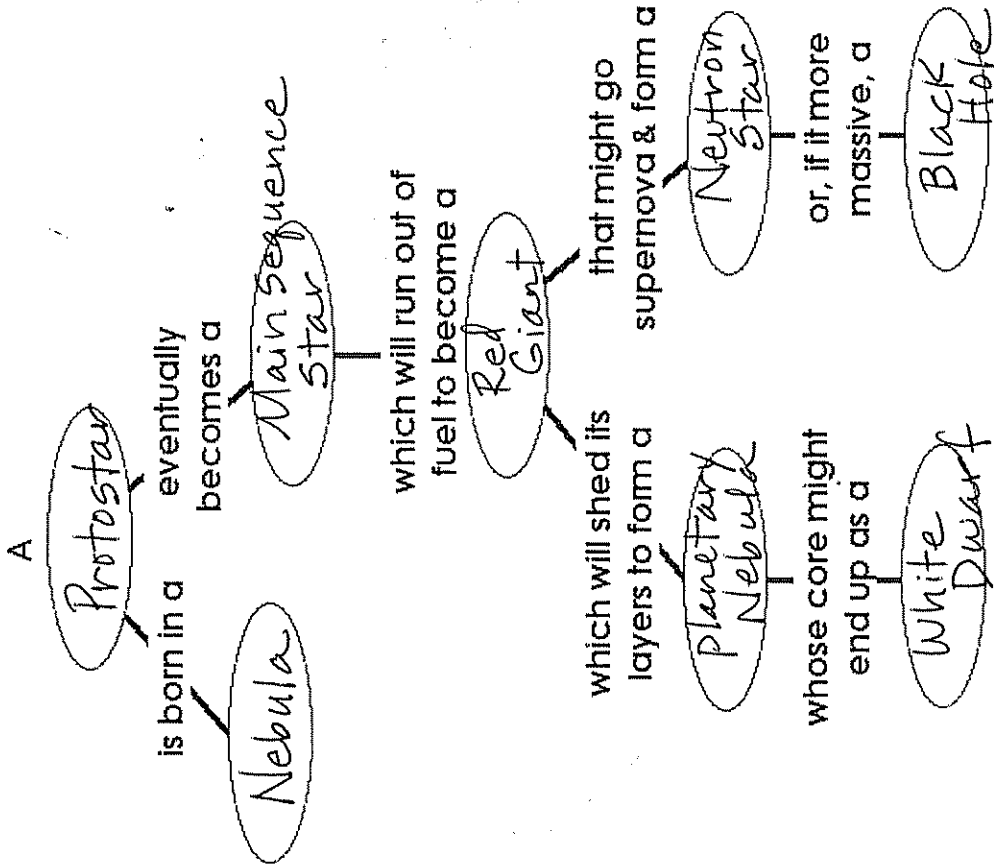 A
Protostar
is born in a
Nebula
eventually
becomes a
Main Sequence
Star
which will run out of
fuel to become a
Red
Giant
which will shed its
layers to form a
Planetary
Nebula
whose core might
end up as a
White
Dwarf
that might go
supernova & form a
Neutron
Star
or, if it more
massive, a
Black
Hole